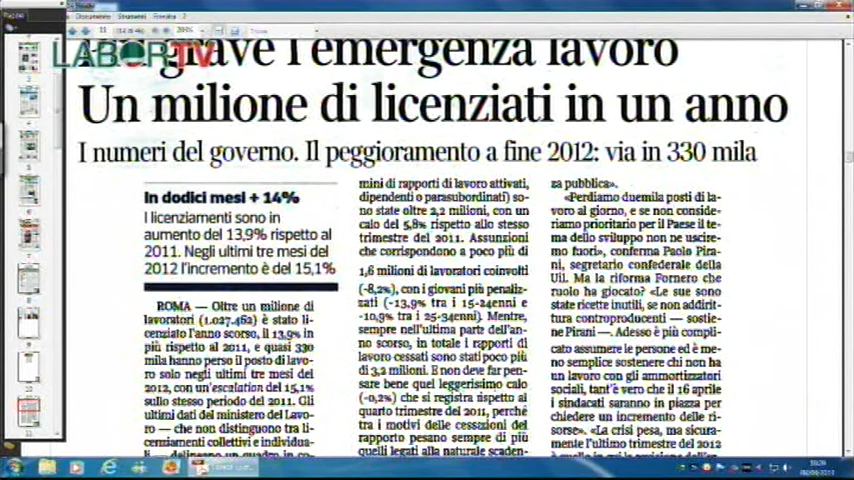 LABORTV
grave l'emergenza lavoro
Un milione di licenziati in un anno
I numeri del governo. Il peggioramento a fine 2012: via in 330 mila
In dodici mesi + 14%
I licenziamenti sono in
aumento del 13,9% rispetto al
2011. Negli ultimi tre mesi del
2012 l'incremento è del 15,1%
ROMA — Oltre un milione di
lavoratori (1.027.462) è stato li-
cenziato l'anno scorso, il 13,9% in
più rispetto al 2011, e quasi 330
mila hanno perso il posto di lavo-
ro solo negli ultimi tre mesi del
2012, con un'escalation del 15,1%
sullo stesso periodo del 2011. Gli
ultimi dati del ministero del Lavo-
ro — che non distinguono tra li-
cenziamenti collettivi e individua-
li — delineano un quadro in co-
mini di rapporti di lavoro attivati,
dipendenti o parasubordinati) so-
no state oltre 2,2 milioni, con un
calo del 5,8% rispetto allo stesso
trimestre del 2011. Assunzioni
che corrispondono a poco più di
1,6 milioni di lavoratori coinvolti
(-8,2%), con i giovani più penaliz-
zati (-13,9% tra i 15-24enni e
-10,9% tra i 25-34enni). Mentre,
sempre nell'ultima parte dell'an-
no scorso, in totale i rapporti di
lavoro cessati sono stati poco più
di 3,2 milioni. E non deve far pen-
sare bene quel leggerissimo calo
(-0,2%) che si registra rispetto al
quarto trimestre del 2011, perché
tra i motivi delle cessazioni del
rapporto pesano sempre di più
quelli legati alla naturale scaden-
za pubblica».
«Perdiamo duemila posti di la-
voro al giorno, e se non conside-
riamo prioritario per il Paese il te-
ma dello sviluppo non ne uscire-
mo fuori», conferma Paolo Pira-
ni, segretario confederale della
Uil. Ma la riforma Fornero che
ruolo ha giocato? «Le sue sono
state ricette inutili, se non addirit-
tura controproducenti — sostie-
ne Pirani —. Adesso è più compli-
cato assumere le persone ed è me-
no semplice sostenere chi non ha
un lavoro con gli ammortizzatori
sociali, tant'è vero che il 16 aprile
i sindacati saranno in piazza per
chiedere un incremento delle ri-
sorse». «La crisi pesa, ma sicura-
mente l'ultimo trimestre del 2012